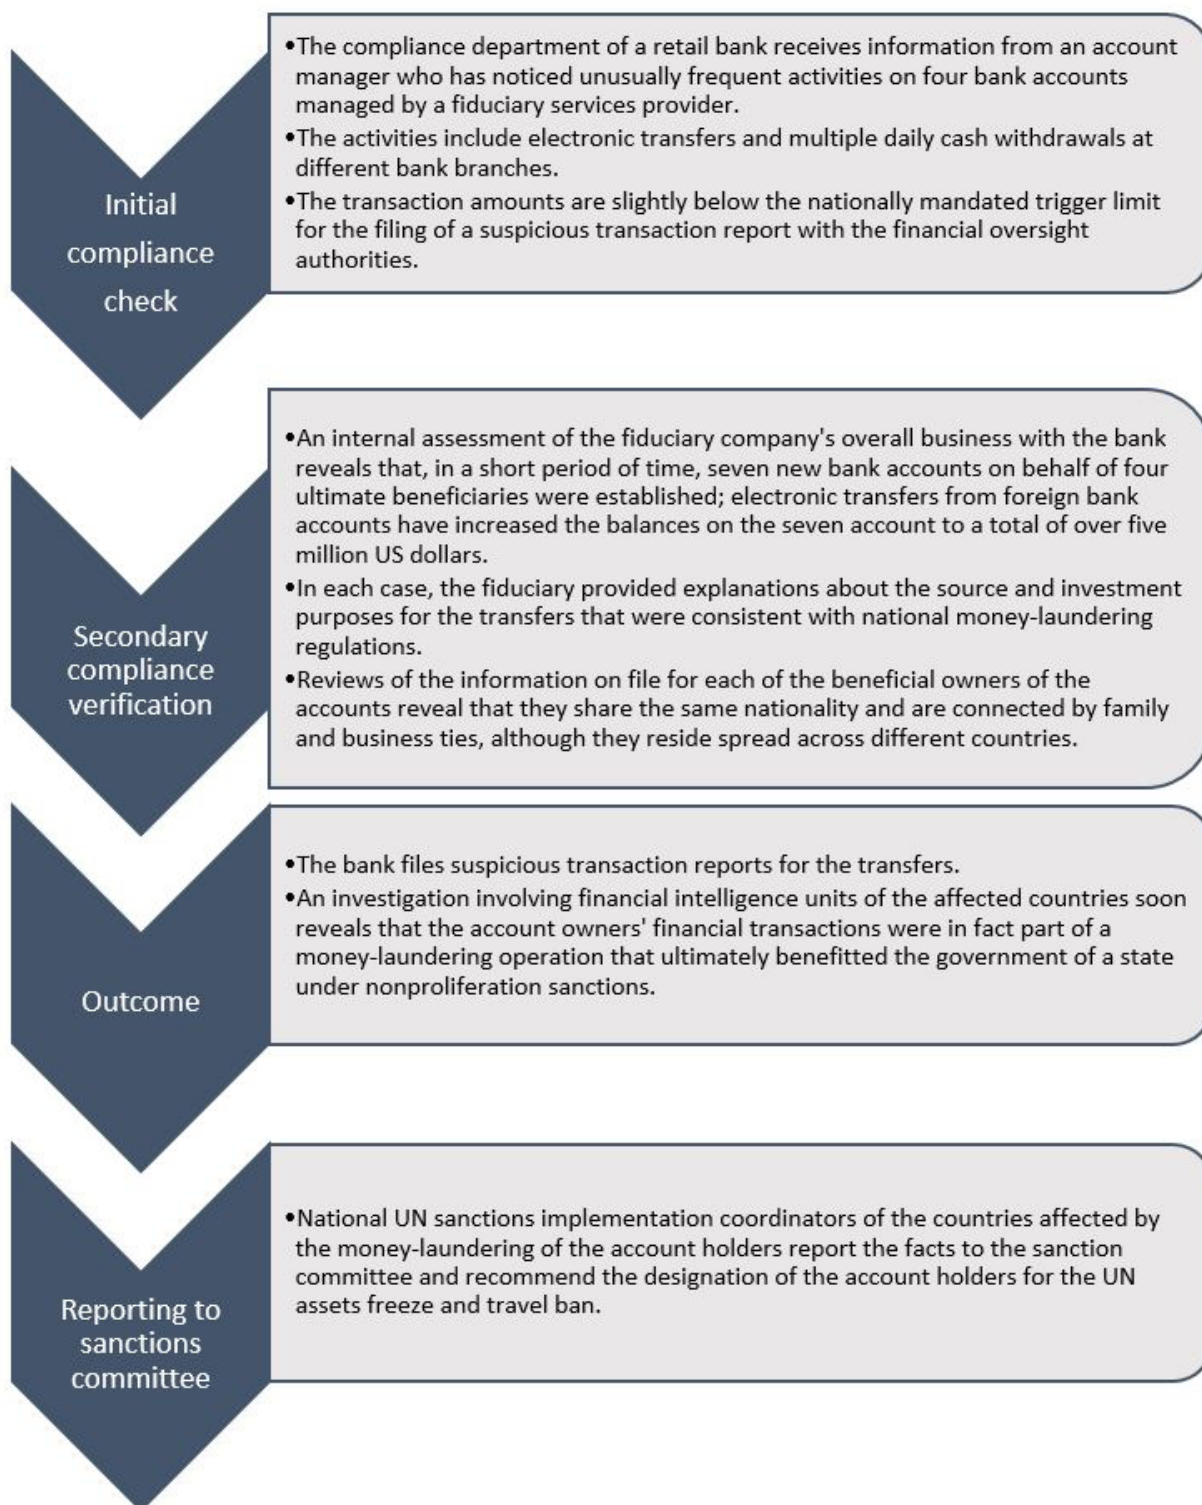 Initial
compliance
check
•The compliance department of a retail bank receives information from an account
manager who has noticed unusually frequent activities on four bank accounts
managed by a fiduciary services provider.
•The activities include electronic transfers and multiple daily cash withdrawals at
different bank branches.
•The transaction amounts are slightly below the nationally mandated trigger limit
for the filing of a suspicious transaction report with the financial oversight
authorities.
Secondary
compliance
verification
•An internal assessment of the fiduciary company's overall business with the bank
reveals that, in a short period of time, seven new bank accounts on behalf of four
ultimate beneficiaries were established; electronic transfers from foreign bank
accounts have increased the balances on the seven account to a total of over five
million US dollars.
•In each case, the fiduciary provided explanations about the source and investment
purposes for the transfers that were consistent with national money-laundering
regulations.
•Reviews of the information on file for each of the beneficial owners of the
accounts reveal that they share the same nationality and are connected by family
and business ties, although they reside spread across different countries.
Outcome
•The bank files suspicious transaction reports for the transfers.
•An investigation involving financial intelligence units of the affected countries soon
reveals that the account owners' financial transactions were in fact part of a
money-laundering operation that ultimately benefitted the government of a state
under nonproliferation sanctions.
Reporting to
sanctions
committee
•National UN sanctions implementation coordinators of the countries affected by
the money-laundering of the account holders report the facts to the sanction
committee and recommend the designation of the account holders for the UN
assets freeze and travel ban.